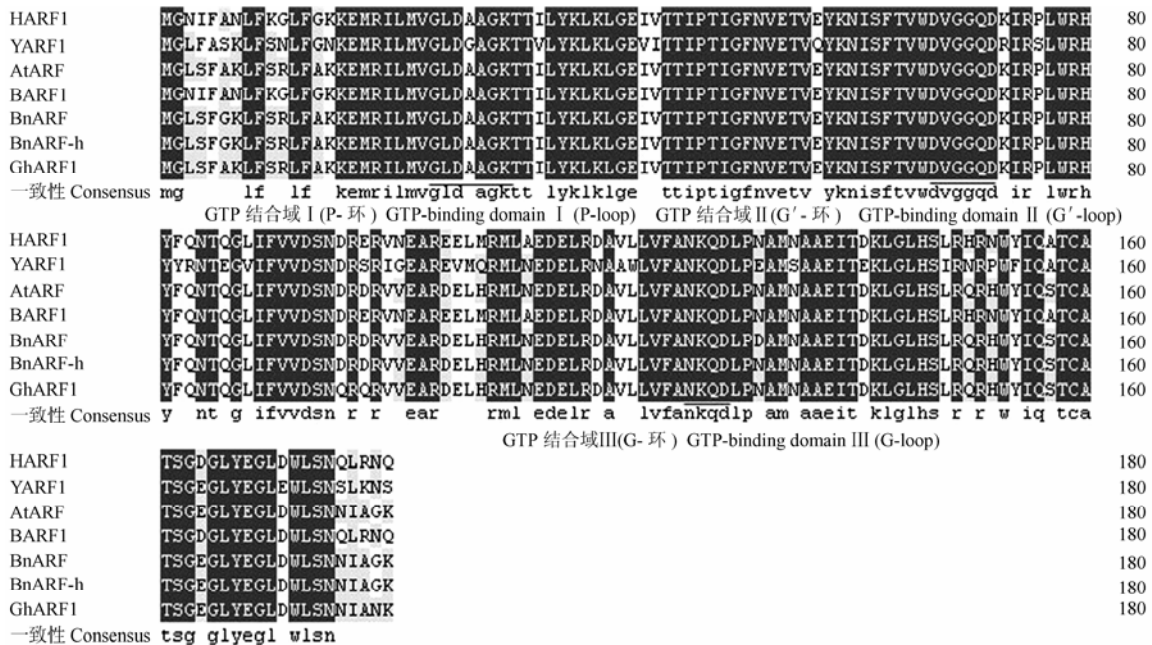 HARF1 MGNIFANLFKGLFGKKEMRILMVGLDAAGKTTILYKLKLGEIVTTIPTIGFNVETVEYKNISFTVWDVGGQDKIRPLWRH 80
YARF1 MGLFASKLFSNLFGNKEMRILMVGLDGAGKTTVLYKLKLGEVITTIPTIGFNVETVQYKNISFTVWDVGGQDRIRSLWRH 80
AtARF MGLSFAKLFSRLFAKKEMRILMVGLDAAGKTTILYKLKLGEIVTTIPTIGFNVETVEYKNISFTVWDVGGQDKIRPLWRH 80
BARF1 MGNIFANLFKGLFGKKEMRILMVGLDAAGKTTILYKLKLGEIVTTIPTIGFNVETVEYKNISFTVWDVGGQDKIRPLWRH 80
BnARF MGLSFGKLFSRLFAKKEMRILMVGLDAAGKTTILYKLKLGEIVTTIPTIGFNVETVEYKNISFTVWDVGGQDKIRPLWRH 80
BnARF-h MGLSFGKLFSRLFAKKEMRILMVGLDAAGKTTILYKLKLGEIVTTIPTIGFNVETVEYKNISFTVWDVGGQDKIRPLWRH 80
GhARF1 MGLSFAKLFSRLFAKKEMRILMVGLDAAGKTTILYKLKLGEIVTTIPTIGFNVETVEYKNISFTVWDVGGQDKIRPLWRH 80
一致性 Consensus mg lf lf kemrilmvgld agktt lyklklge ttiptigfnvetv yknisftvwdvggqd ir lwrh
GTP 结合域Ⅰ(P- 环) GTP-binding domain Ⅰ (P-loop) GTP 结合域Ⅱ(G′- 环) GTP-binding domain Ⅱ (G′-loop)
HARF1 YFQNTQGLIFVVDSNDRERVNEAREELMRMLAEDELRDAVLLVFANKQDLPNAMNAAEITDKLGLHSLRHRNWYIQATCA 160
YARF1 YYRNTEGVIFVVDSNDRSRIGEAREVMQRMLNEDELRNAAWLVFANKQDLPEAMSAAEITEKLGLHSIRNRPWFIQATCA 160
AtARF YFQNTQGLIFVVDSNDRDRVVEARDELHRMLNEDELRDAVLLVFANKQDLPNAMNAAEITDKLGLHSLRQRHWYIQSTCA 160
BARF1 YFQNTQGLIFVVDSNDRERVNEAREELMRMLAEDELRDAVLLVFANKQDLPNAMNAAEITDKLGLHSLRHRNWYIQATCA 160
BnARF YFQNTQGLIFVVDSNDRDRVVEARDELHRMLNEDELRDAVLLVFANKQDLPNAMNAAEITDKLGLHSLRQRHWYIQSTCA 160
BnARF-h YFQNTQGLIFVVDSNDRDRVVEARDELHRMLNEDELRDAVLLVFANKQDLPNAMNAAEITDKLGLHSLRQRHWYIQSTCA 160
GhARF1 YFQNTQGLIFVVDSNQRQRVVEARDELHRMLNEDELRDAVLLVFANKQDLPNAMNAAEITDKLGLHSLRQRHWYIQSTCA 160
一致性 Consensus y nt g ifvvdsn r r ear rml edelr a lvfankqdlp am aaeit klglhs r r w iq tca
GTP 结合域III(G- 环) GTP-binding domain III (G-loop)
HARF1 TSGDGLYEGLDWLSNQLRNQ 180
YARF1 TSGEGLYEGLEWLSNSLKNS 180
AtARF TSGEGLYEGLDWLSNNIAGK 180
BARF1 TSGDGLYEGLDWLSNQLRNQ 180
BnARF TSGEGLYEGLDWLSNNIAGK 180
BnARF-h TSGEGLYEGLDWLSNNIAGK 180
GhARF1 TSGEGLYEGLDWLSNNIANK 180
一致性 Consensus tsg glyegl wlsn